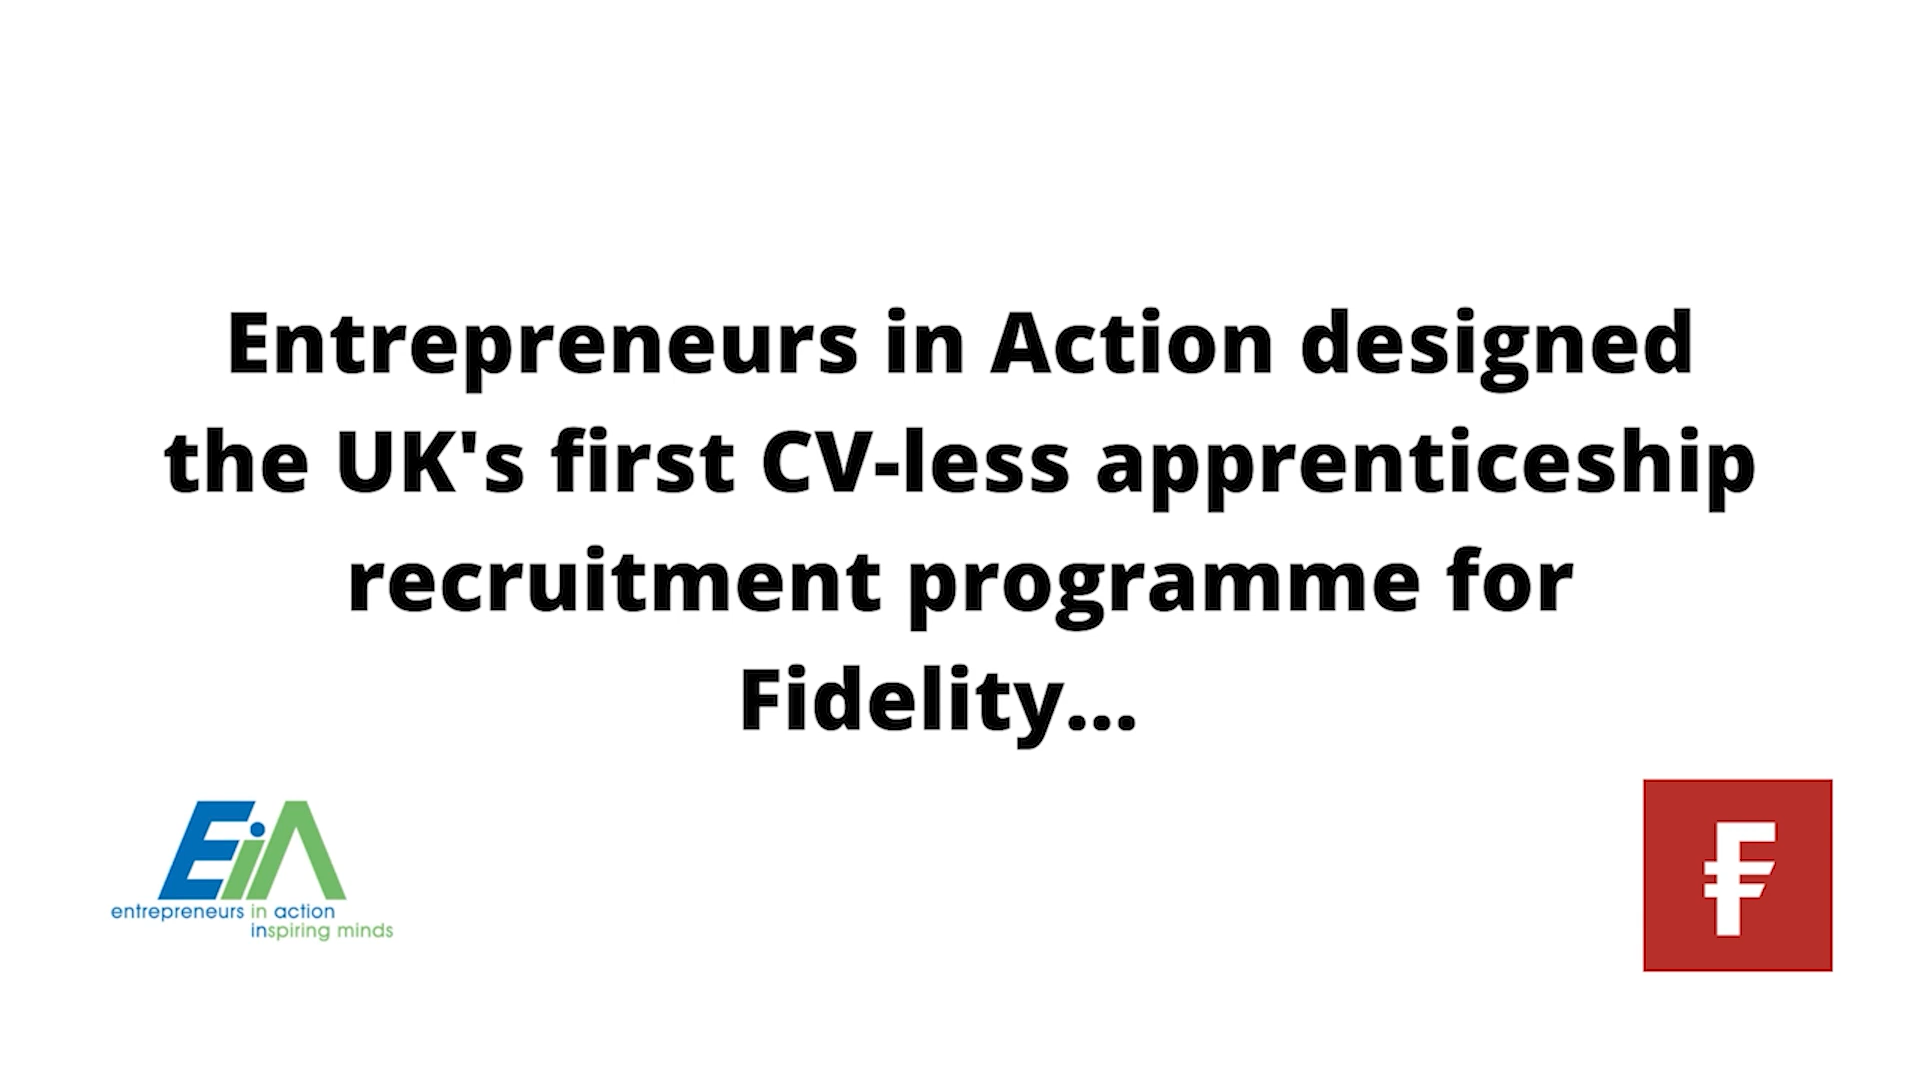 Entrepreneurs in Action designed
the UK's first CV-less apprenticeship
recruitment programme for
Fidelity...
EiA
entrepreneurs in action
inspiring minds
F